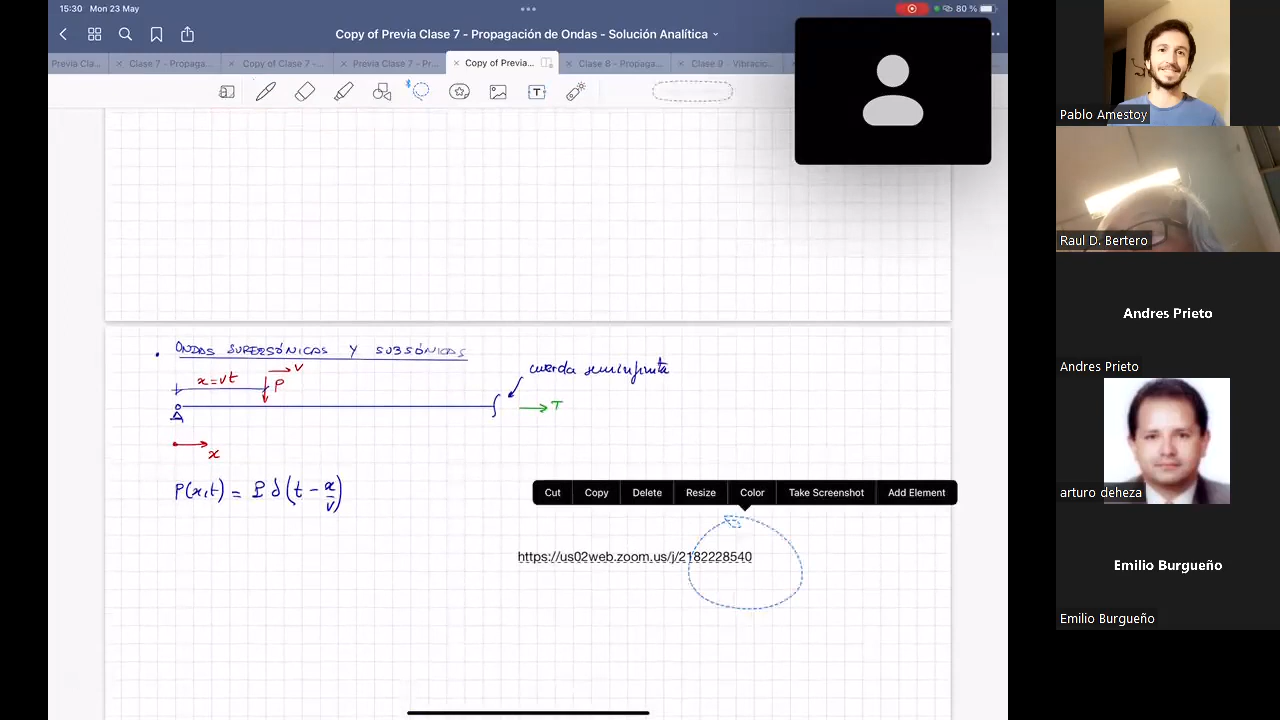 15:30 Mon 23 May
80 %
Copy of Previa Clase 7 - Propagación de Ondas - Solución Analítica
Previa Cla...
Clase 7 - Propaga...
Copy of Clase 7 -...
Previa Clase 7 - Pr...
Copy of Previa...
Clase 8 - Propaga...
Clase 9 - Vibracio...
T
ONDAS SUPERSÓNICAS Y SUBSÓNICAS
x = vt
v
P
cuerda semiinfinita
T
x
P(x,t) = P δ (t - x/v)
Cut
Copy
Delete
Resize
Color
Take Screenshot
Add Element
https://us02web.zoom.us/j/2182228540
Pablo Amestoy
Raul D. Bertero
Andres Prieto
Andres Prieto
arturo deheza
Emilio Burgueño
Emilio Burgueño